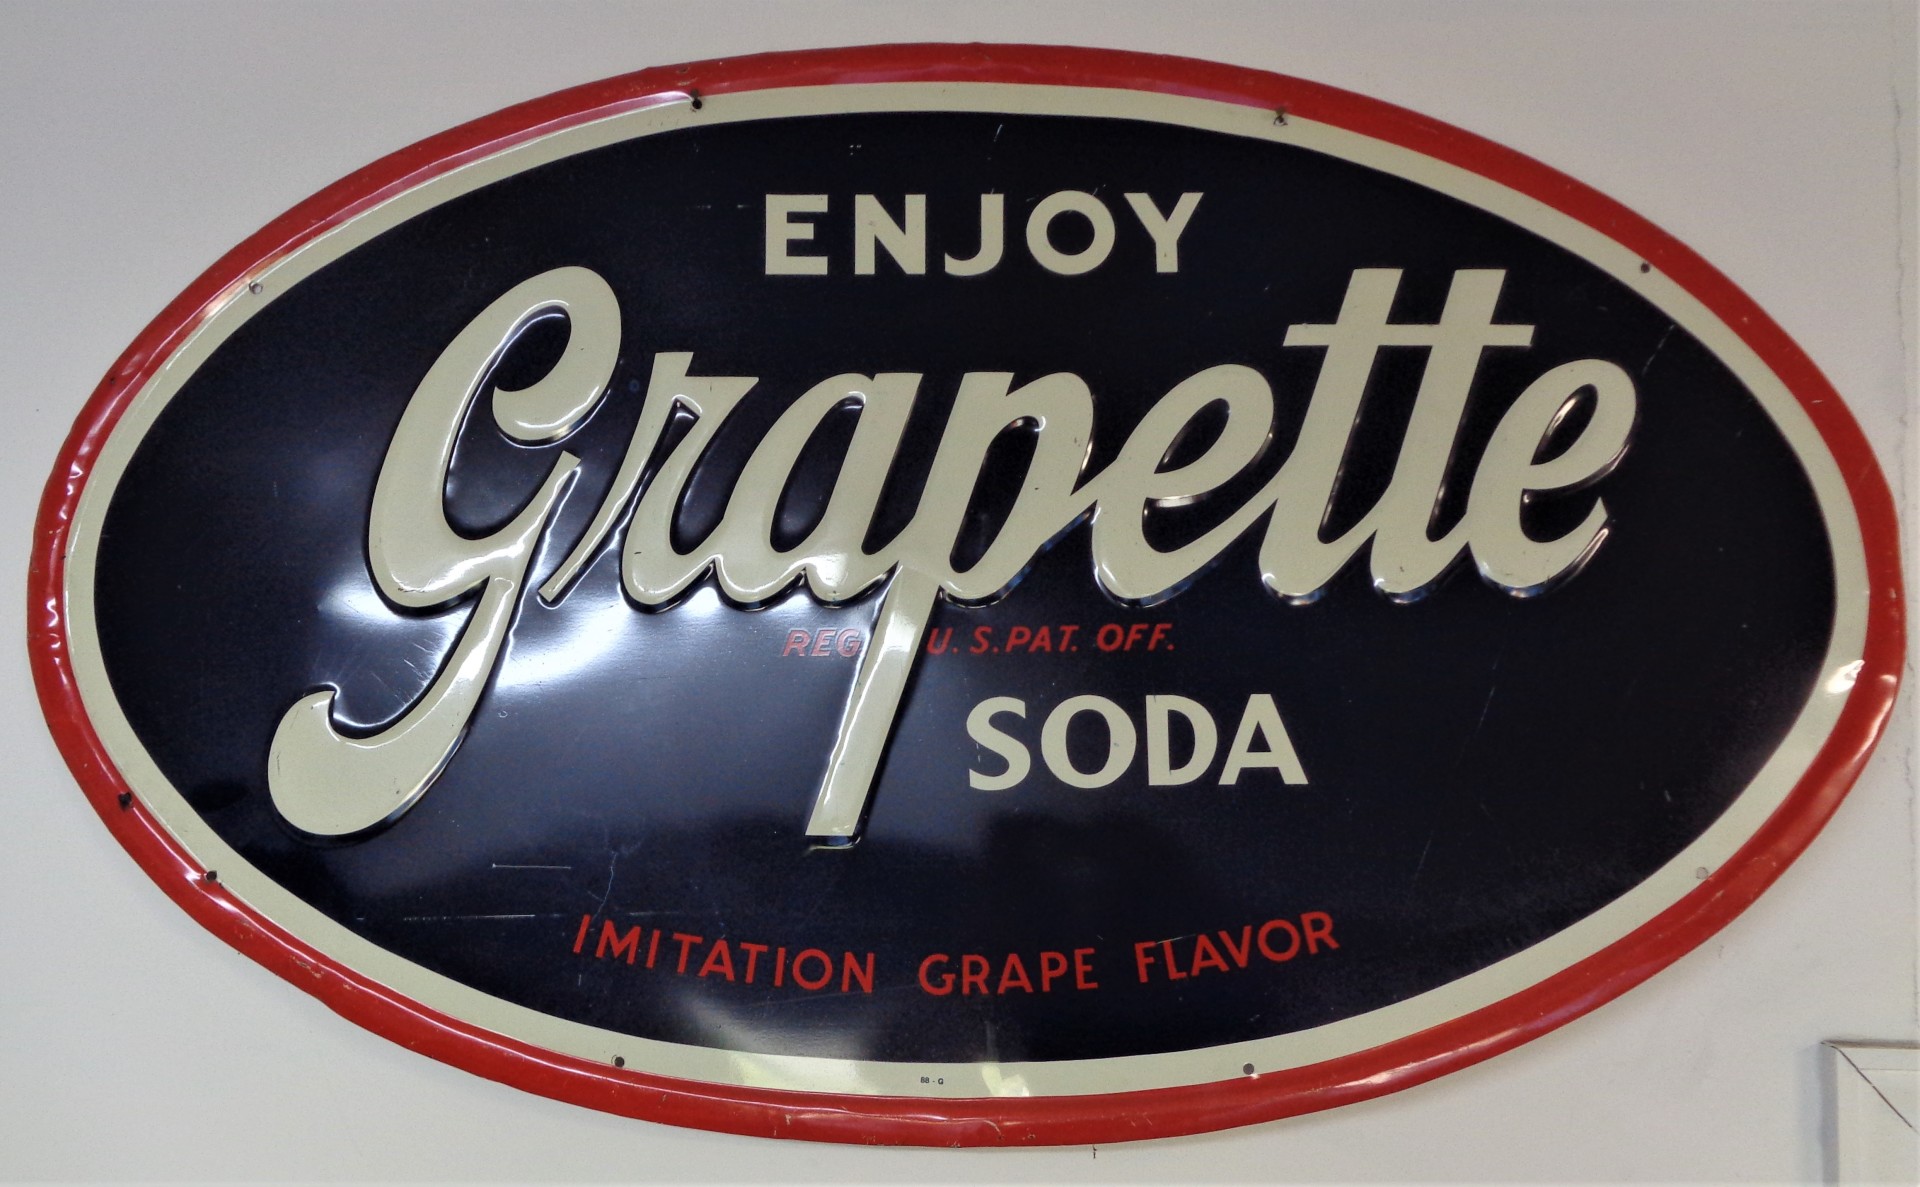 ENJOY
Grapette
REG. U. S. PAT. OFF.
SODA
IMITATION GRAPE FLAVOR
88 - G